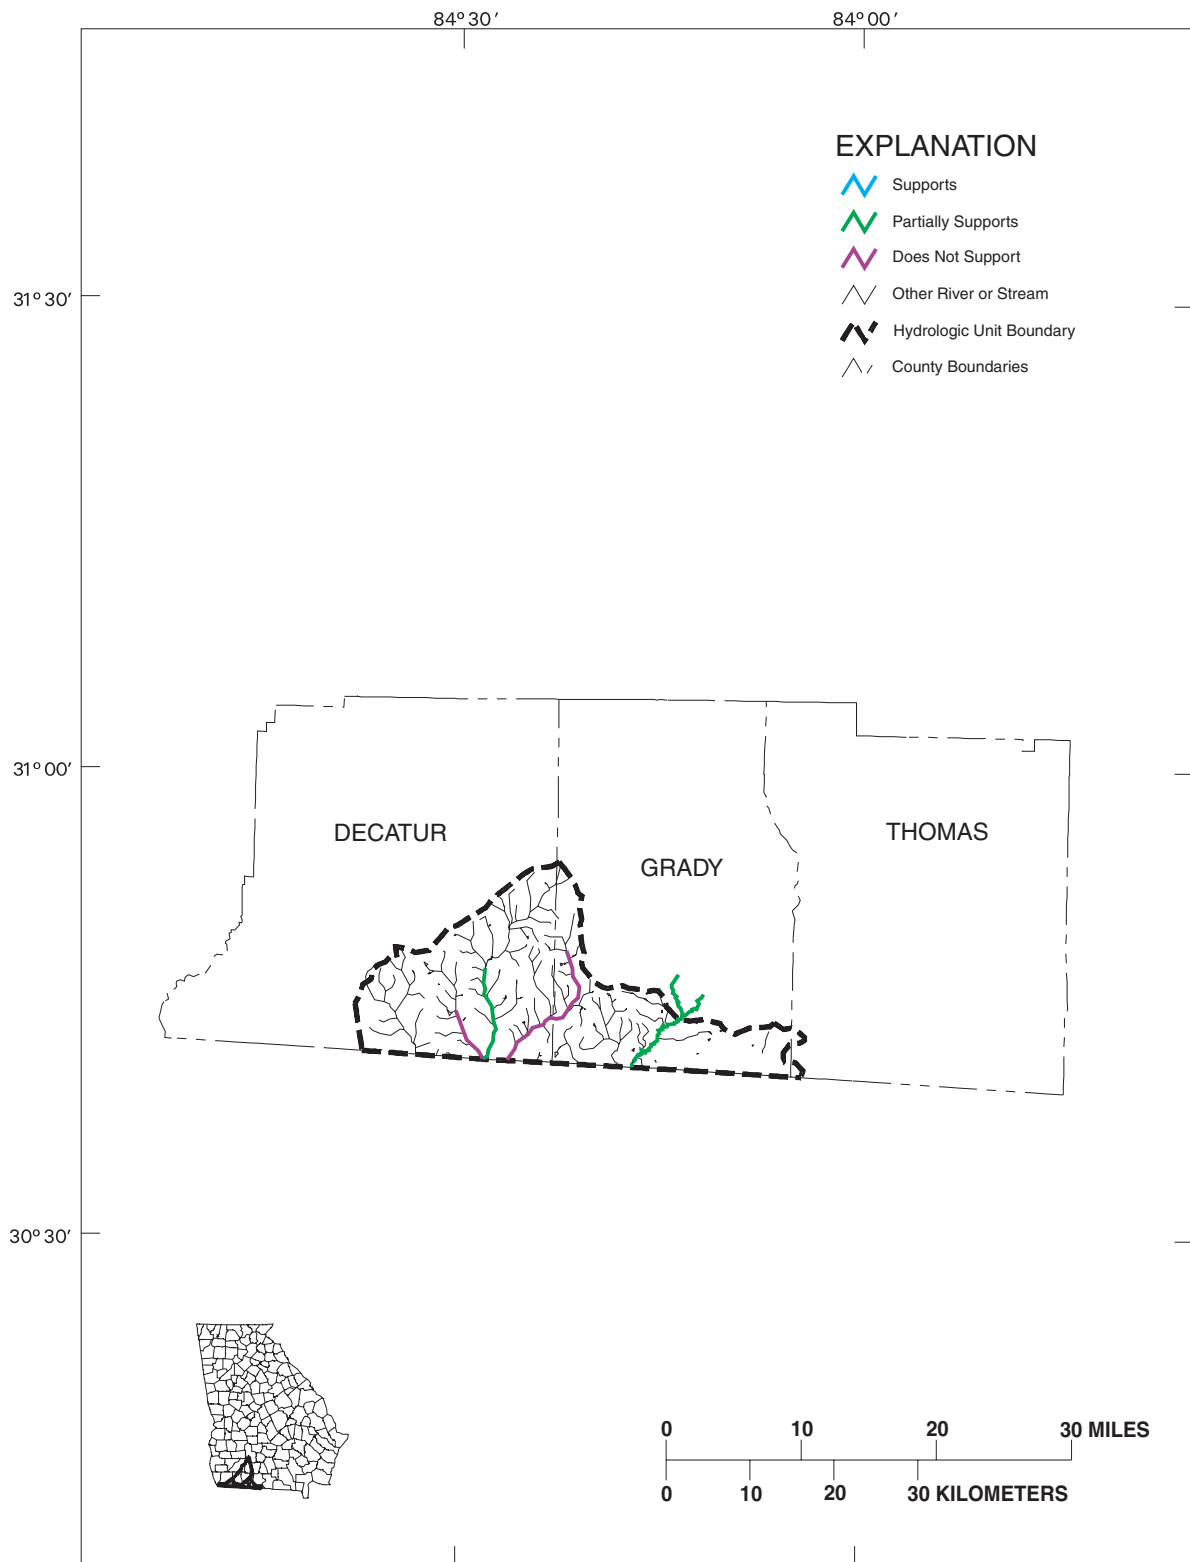 84° 30′
84° 00′
EXPLANATION
Supports
Partially Supports
Does Not Support
Other River or Stream
Hydrologic Unit Boundary
County Boundaries
31° 30′
31° 00′
DECATUR
GRADY
THOMAS
30° 30′
0 10 20 30 MILES
0 10 20 30 KILOMETERS